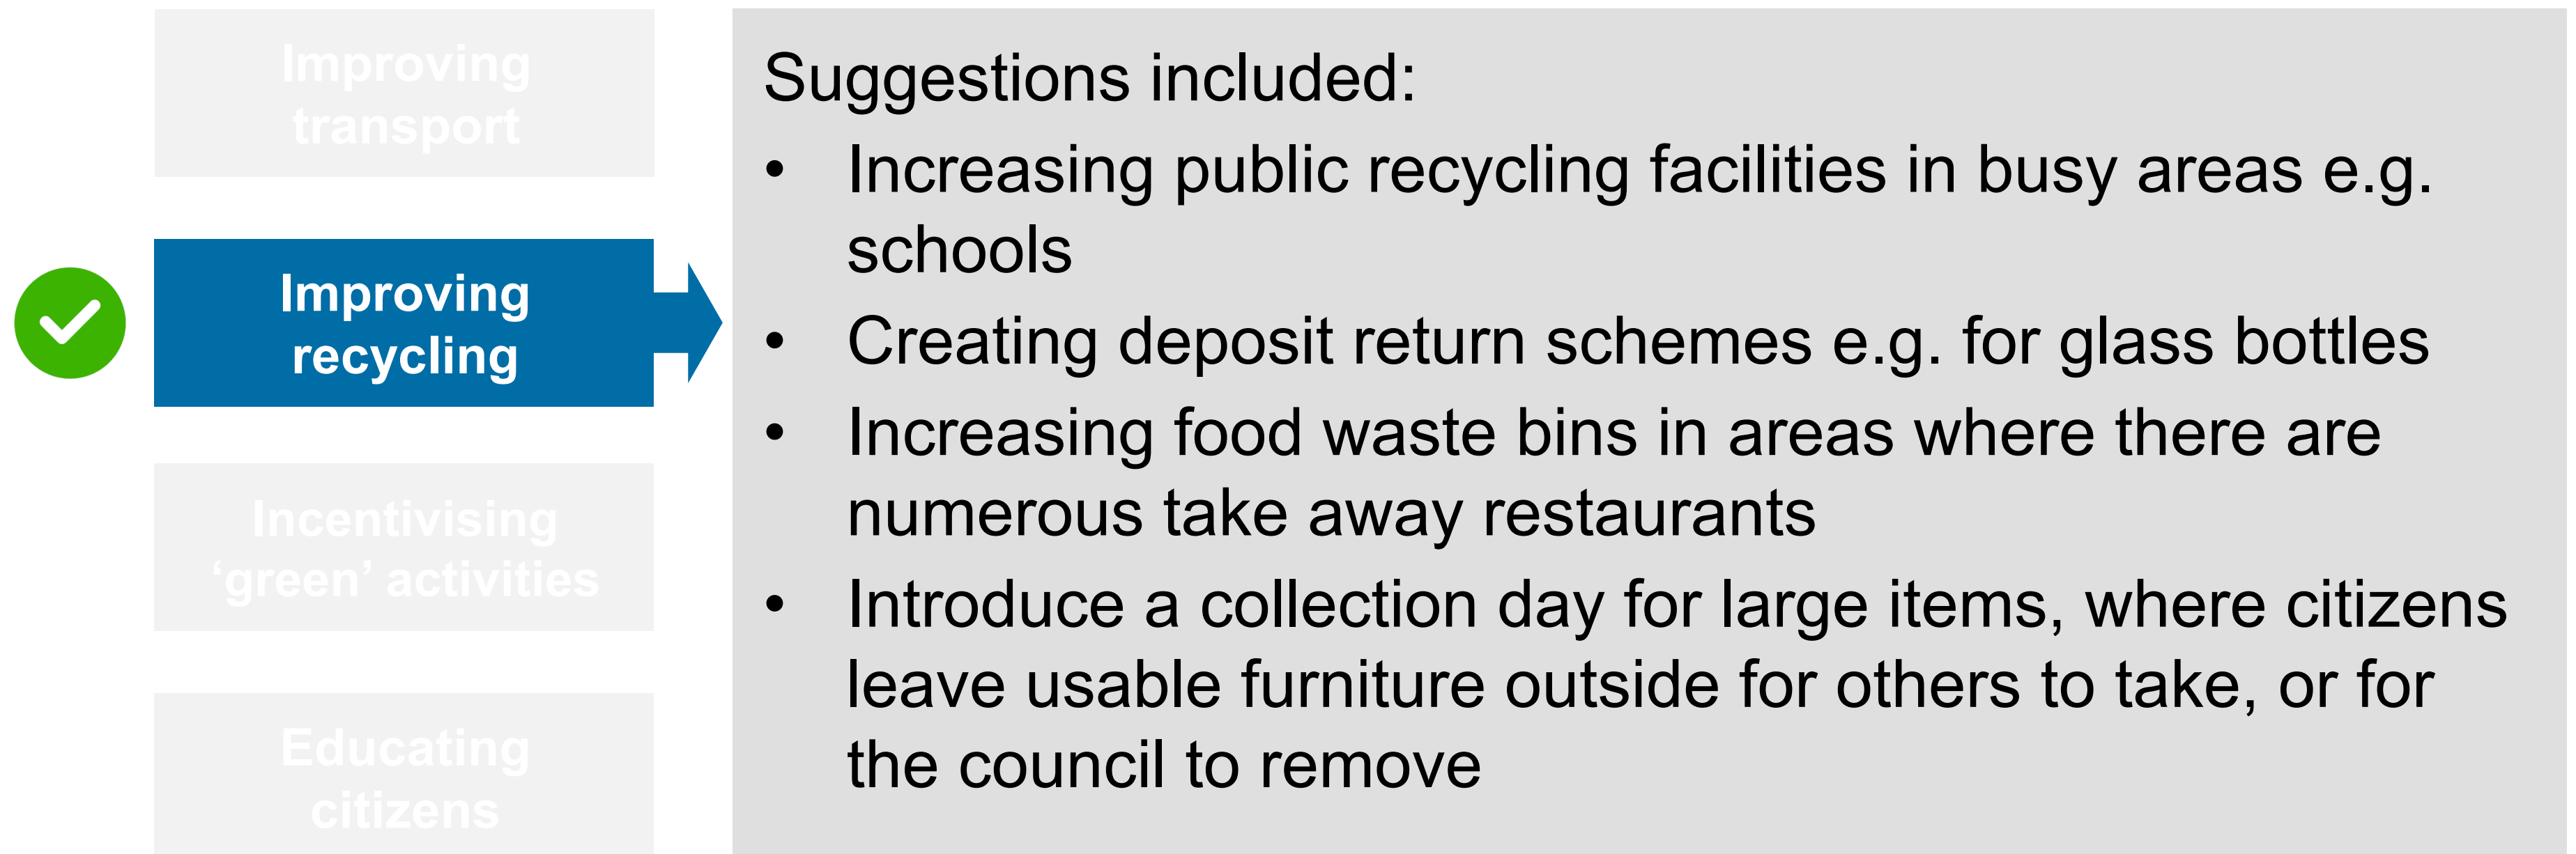 Improving
transport
Improving
recycling
Incentivising
‘green’ activities
Educating
citizens
Suggestions included:
• Increasing public recycling facilities in busy areas e.g.
schools
• Creating deposit return schemes e.g. for glass bottles
• Increasing food waste bins in areas where there are
numerous take away restaurants
• Introduce a collection day for large items, where citizens
leave usable furniture outside for others to take, or for
the council to remove